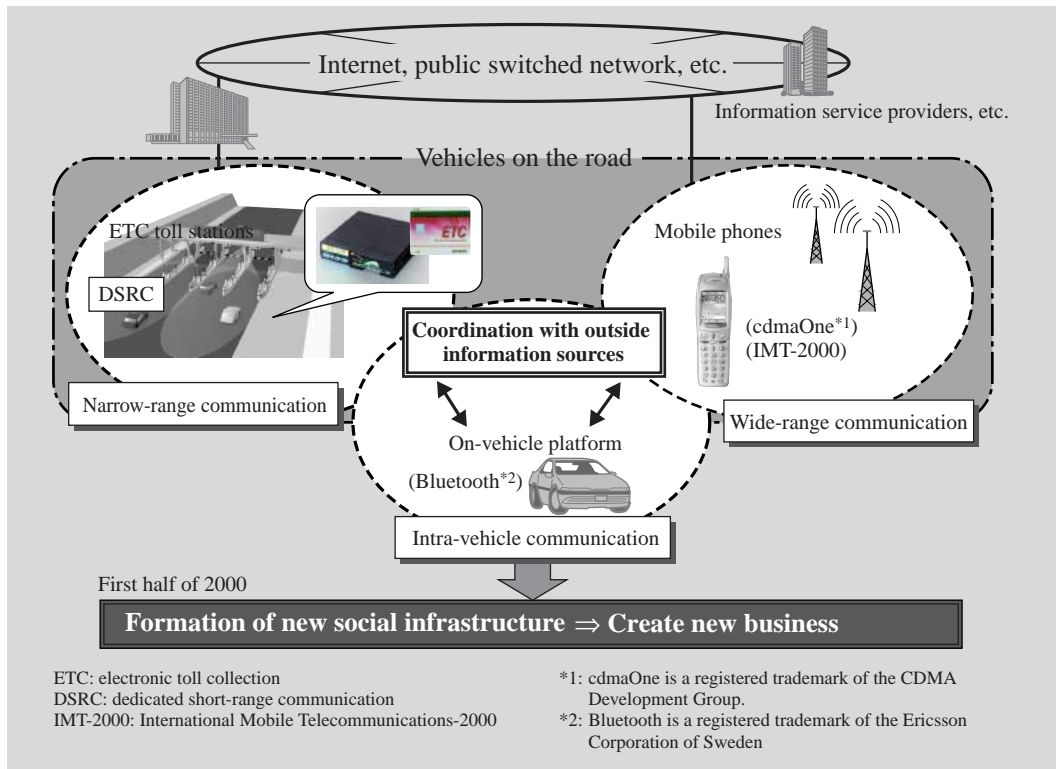 Internet, public switched network, etc.
Information service providers, etc.
Vehicles on the road
ETC toll stations
ETC
DSRC
Mobile phones
(cdmaOne*1)
(IMT-2000)
Coordination with outside
information sources
Narrow-range communication
Wide-range communication
On-vehicle platform
(Bluetooth*2)
Intra-vehicle communication
First half of 2000
Formation of new social infrastructure ⇒ Create new business
ETC: electronic toll collection
DSRC: dedicated short-range communication
IMT-2000: International Mobile Telecommunications-2000
*1: cdmaOne is a registered trademark of the CDMA
Development Group.
*2: Bluetooth is a registered trademark of the Ericsson
Corporation of Sweden